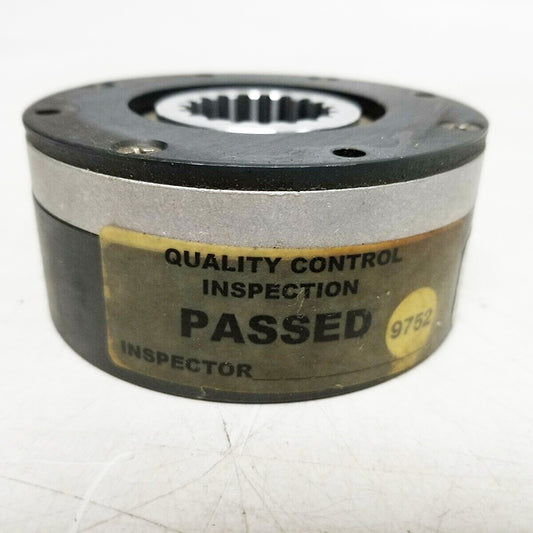 QUALITY CONTROL
INSPECTION
PASSED 9752
INSPECTOR